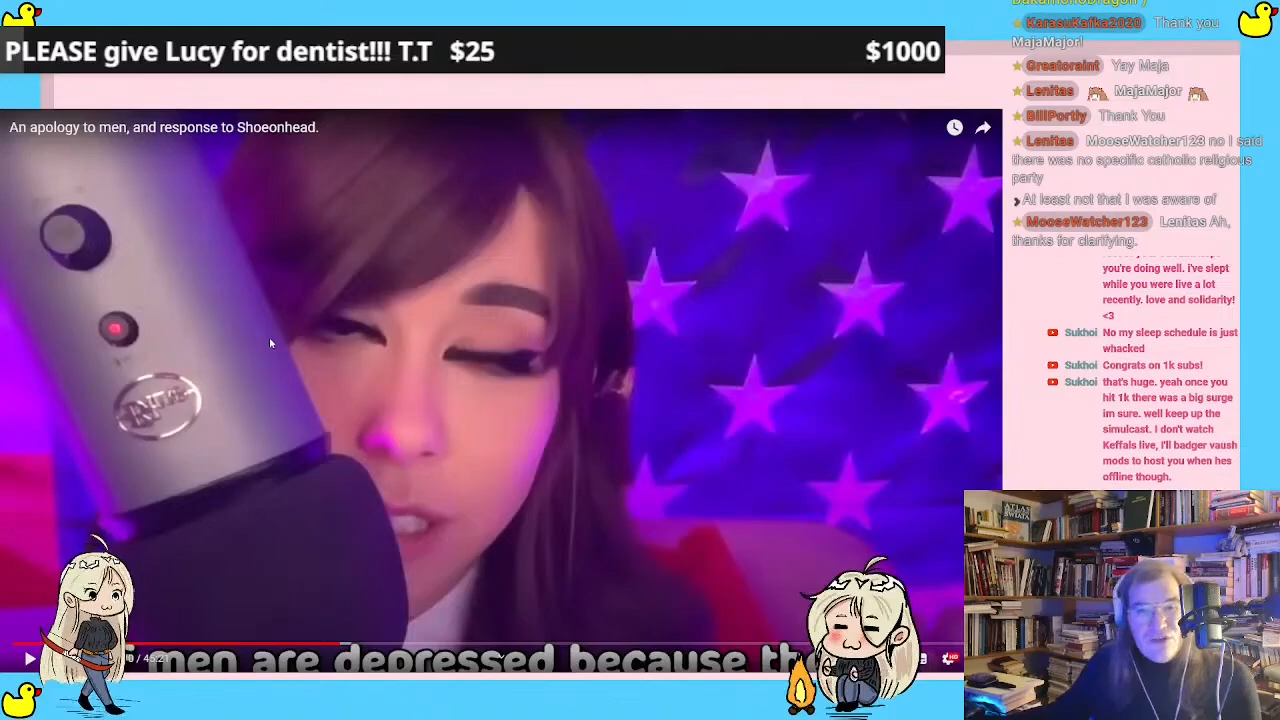 DakamonoDragon )
PLEASE give Lucy for dentist!!! T.T $25
$1000
KarasuKafka2020 Thank you
MajaMajor!
Greatoraint Yay Maja
Lenitas MajaMajor
BillPortly Thank You
Lenitas MooseWatcher123 no I said
there was no specific catholic religious
party
At least not that I was aware of
MooseWatcher123 Lenitas Ah,
thanks for clarifying.
you're doing well. i've slept
while you were live a lot
recently. love and solidarity!
<3
Sukhoi No my sleep schedule is just
whacked
Sukhoi Congrats on 1k subs!
Sukhoi that's huge. yeah once you
hit 1k there was a big surge
im sure. well keep up the
simulcast. I don't watch
Keffals live, I'll badger vaush
mods to host you when hes
offline though.
An apology to men, and response to Shoeonhead.
men are depressed because th
/ 45:21
HD
ATLAS
ŚWIATA